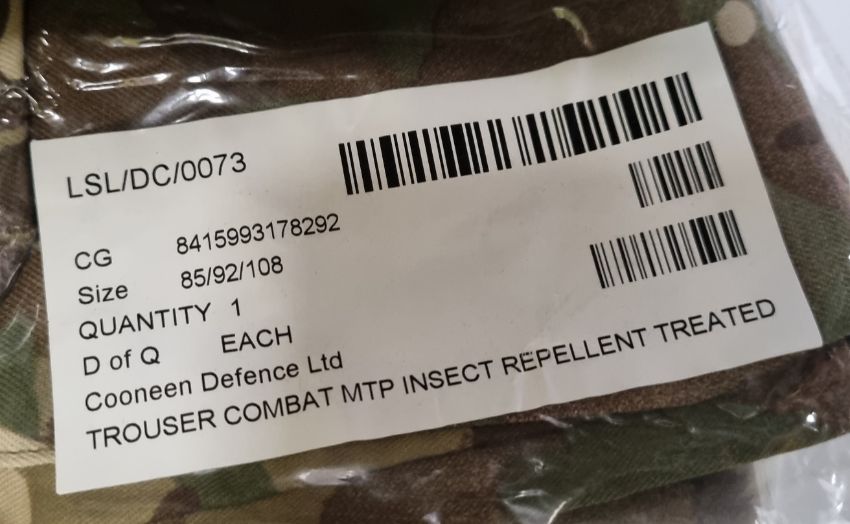 LSL/DC/0073
CG 8415993178292
Size 85/92/108
QUANTITY 1
D of Q EACH
Cooneen Defence Ltd
TROUSER COMBAT MTP INSECT REPELLENT TREATED